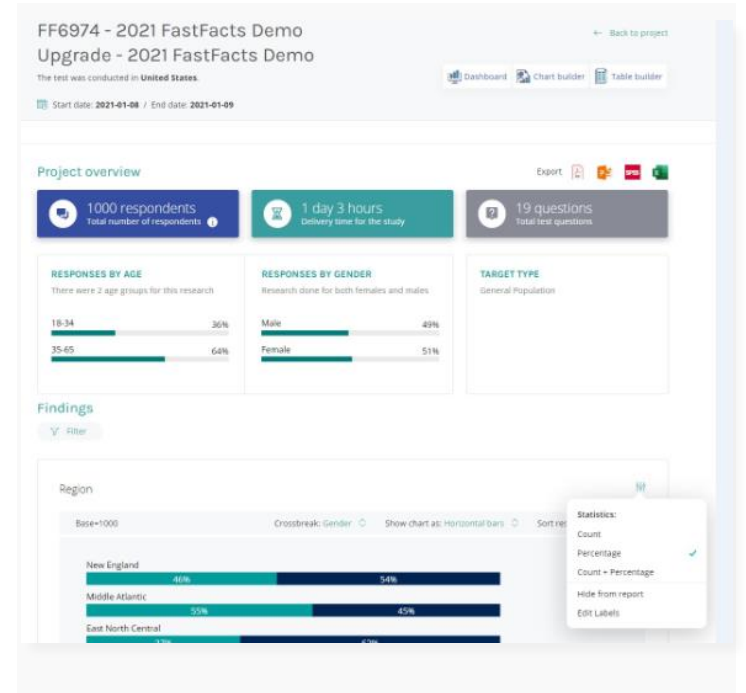 FF6974 - 2021 FastFacts Demo
Upgrade - 2021 FastFacts Demo
← Back to project
The test was conducted in United States.
Dashboard Chart builder Table builder
Start date: 2021-01-08 / End date: 2021-01-09
Project overview
Export
SPSS
1000 respondents
Total number of respondents
1 day 3 hours
Delivery time for the study
19 questions
Total test questions
RESPONSES BY AGE
There were 2 age groups for this research
18-34 36%
35-65 64%
RESPONSES BY GENDER
Research done for both females and males
Male 49%
Female 51%
TARGET TYPE
General Population
Findings
Filter
Region
Base=1000 Crossbreak: Gender Show chart as: Horizontal bars Sort res
Statistics:
Count
Percentage
Count + Percentage
Hide from report
Edit Labels
New England
46% 54%
Middle Atlantic
55% 45%
East North Central